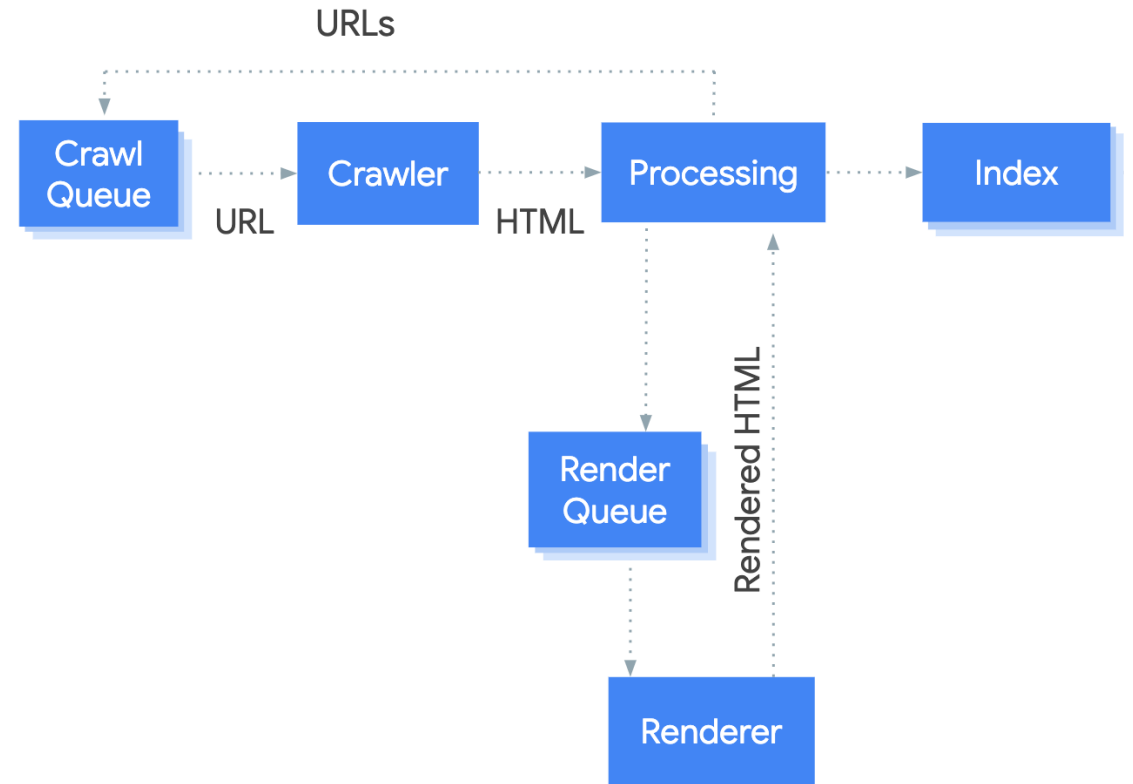 URLs
Crawl
Queue
URL
Crawler
HTML
Processing
Index
Render
Queue
Rendered HTML
Renderer